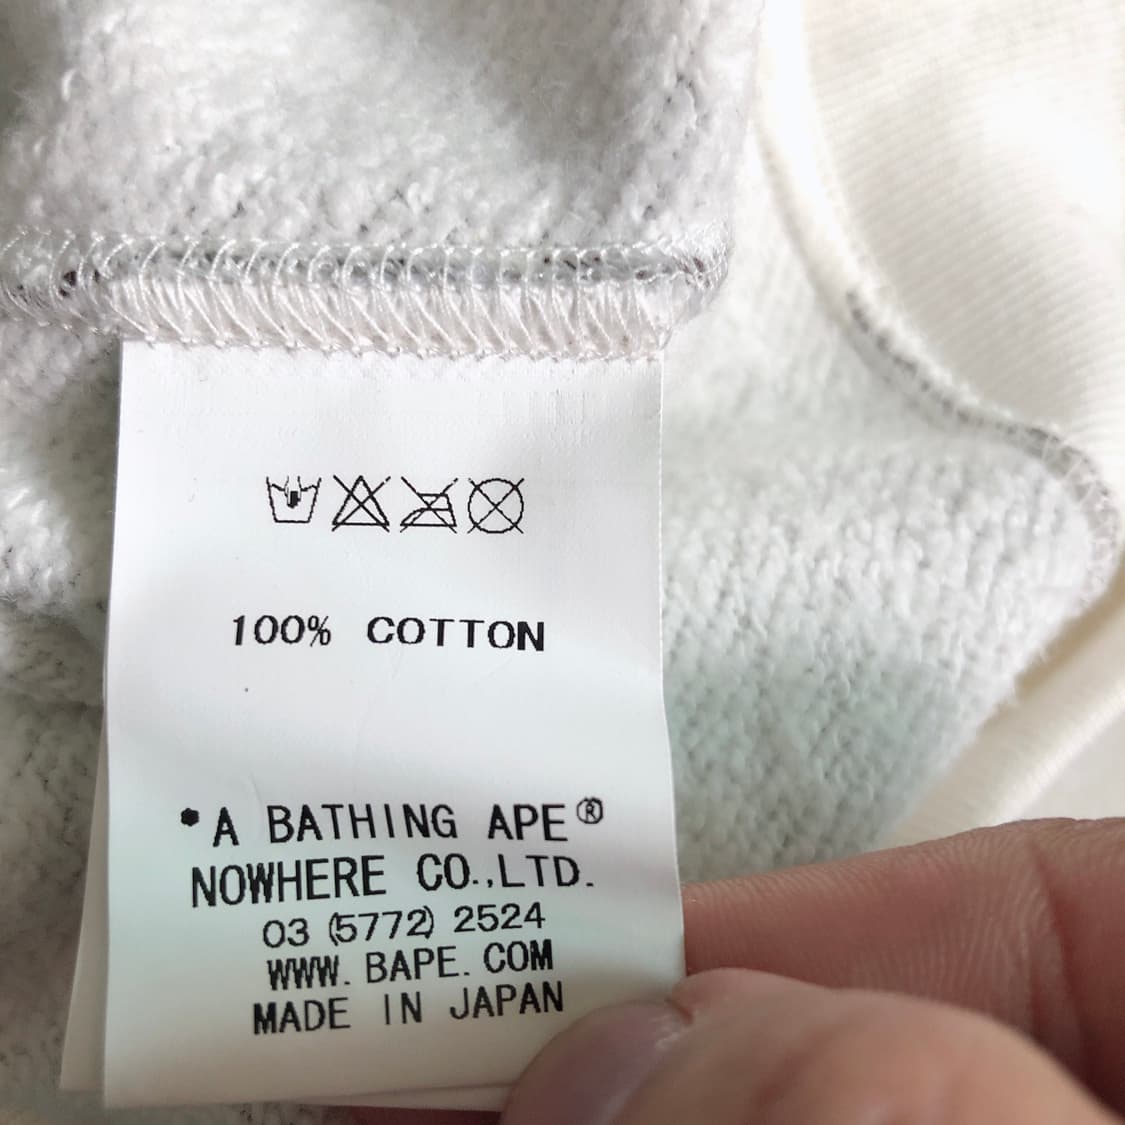 100% COTTON
*A BATHING APE®
NOWHERE CO.,LTD.
03 (5772) 2524
WWW. BAPE. COM
MADE IN JAPAN